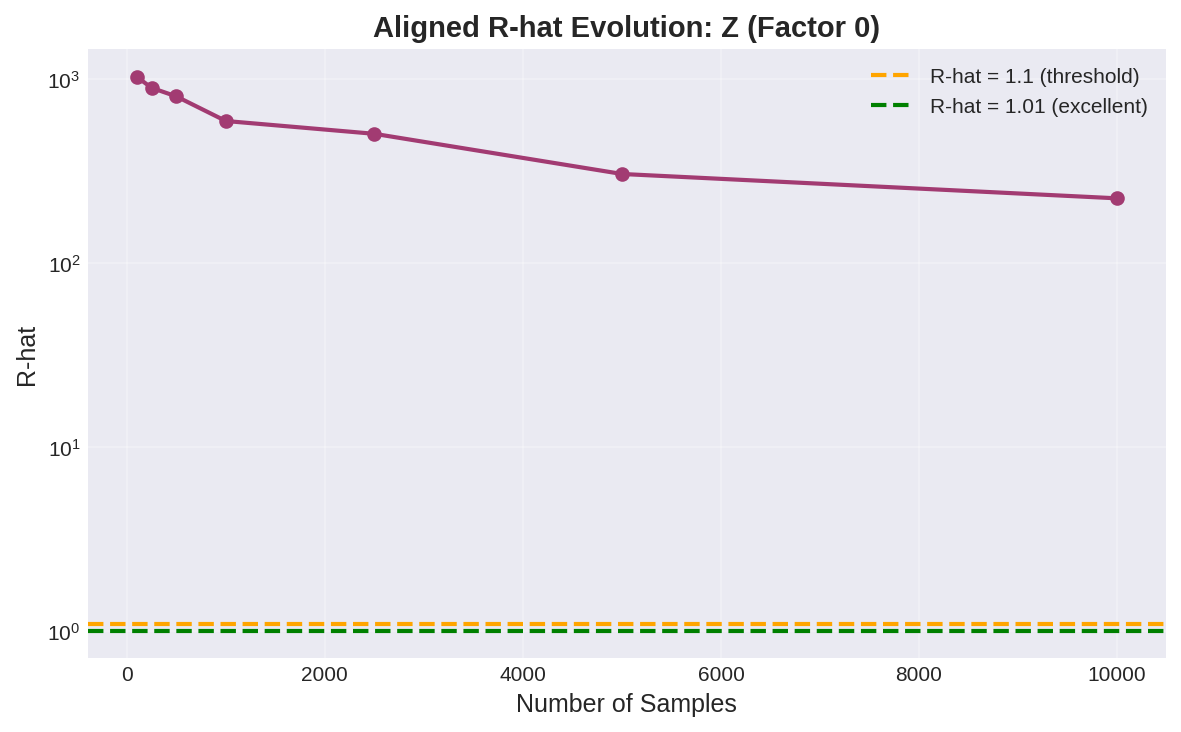 Aligned R-hat Evolution: Z (Factor 0)
R-hat = 1.1 (threshold)
R-hat = 1.01 (excellent)
10³
10²
10¹
10⁰
R-hat
0 2000 4000 6000 8000 10000
Number of Samples